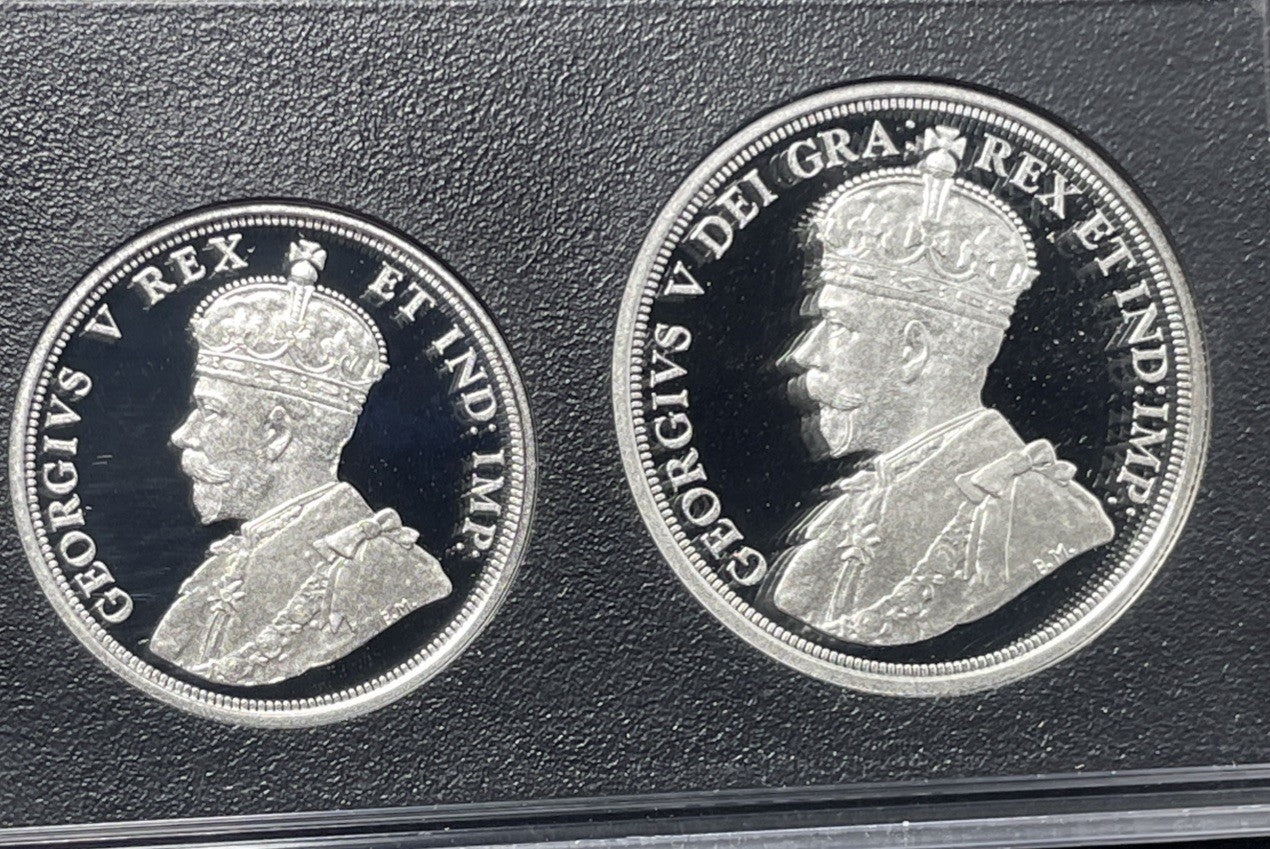 GEORGIVS V REX ET IND: IMP:
B.M.
GEORGIVS V DEI GRA: REX ET IND:IMP:
B.M.